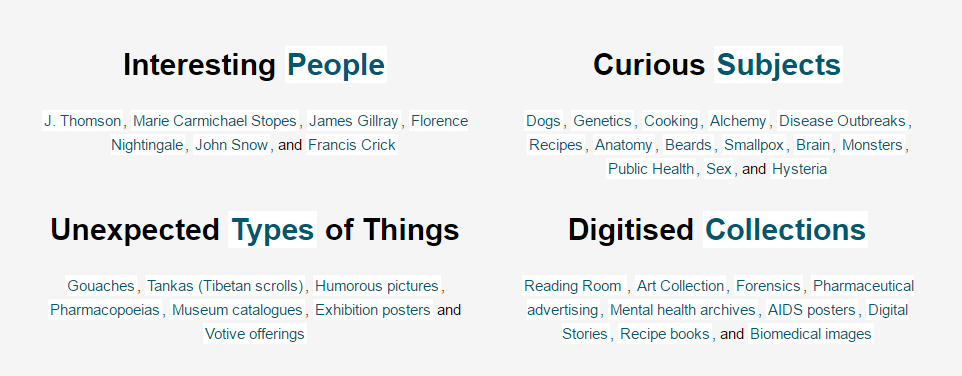 Interesting People
J. Thomson, Marie Carmichael Stopes, James Gillray, Florence
Nightingale, John Snow, and Francis Crick
Curious Subjects
Dogs, Genetics, Cooking, Alchemy, Disease Outbreaks,
Recipes, Anatomy, Beards, Smallpox, Brain, Monsters,
Public Health, Sex, and Hysteria
Unexpected Types of Things
Gouaches, Tankas (Tibetan scrolls), Humorous pictures,
Pharmacopoeias, Museum catalogues, Exhibition posters and
Votive offerings
Digitised Collections
Reading Room , Art Collection, Forensics, Pharmaceutical
advertising, Mental health archives, AIDS posters, Digital
Stories, Recipe books, and Biomedical images